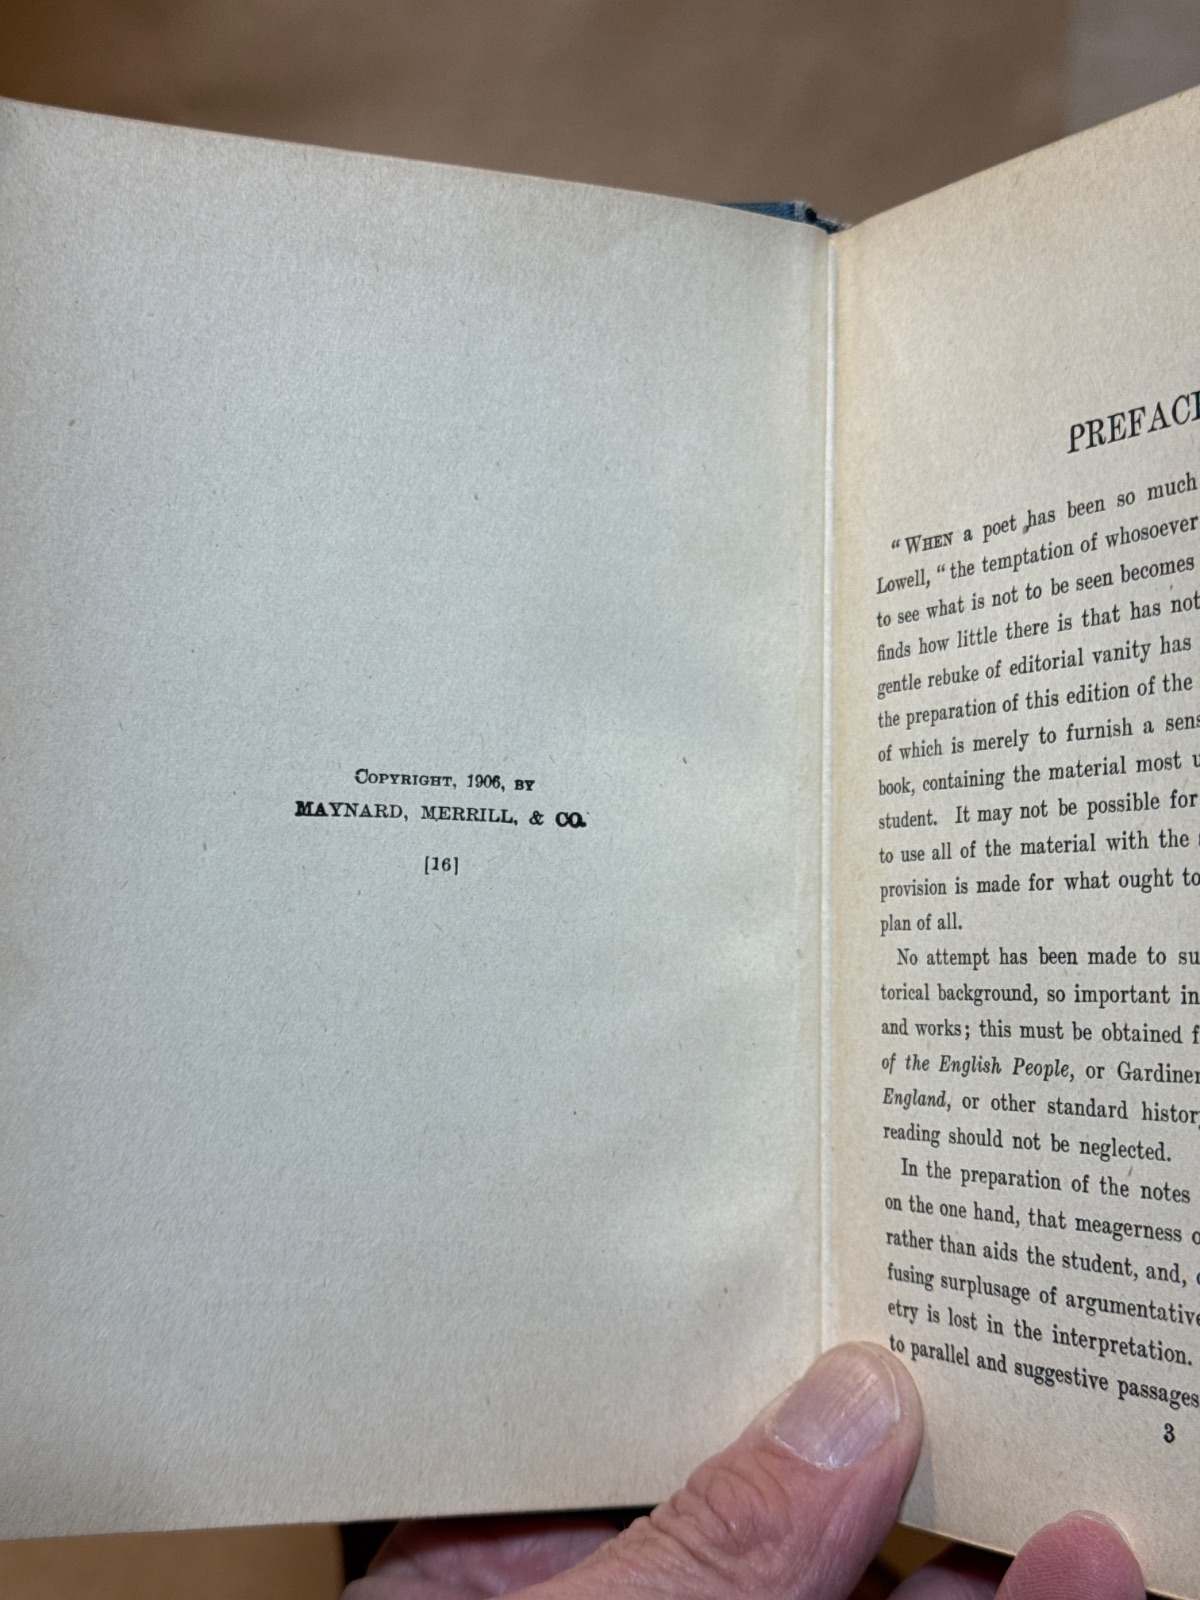 COPYRIGHT, 1906, BY
MAYNARD, MERRILL, & CO.
[16]
PREFAC
"WHEN a poet has been so much
Lowell, "the temptation of whosoever
to see what is not to be seen becomes
finds how little there is that has not
gentle rebuke of editorial vanity has
the preparation of this edition of the
of which is merely to furnish a sens
book, containing the material most u
student. It may not be possible for
to use all of the material with the
provision is made for what ought to
plan of all.
No attempt has been made to su
torical background, so important in
and works; this must be obtained f
of the English People, or Gardiner
England, or other standard histor
reading should not be neglected.
In the preparation of the notes
on the one hand, that meagerness o
rather than aids the student, and,
fusing surplusage of argumentative
etry is lost in the interpretation.
to parallel and suggestive passages
3